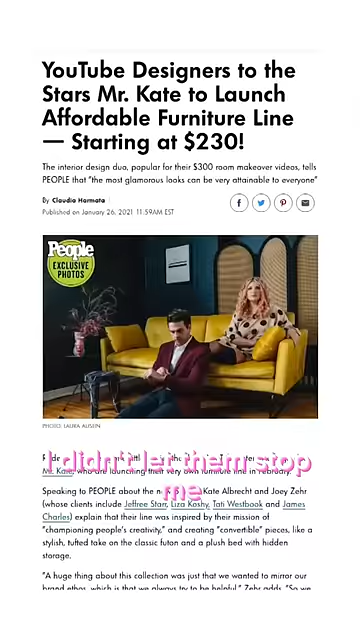 YouTube Designers to the
Stars Mr. Kate to Launch
Affordable Furniture Line
— Starting at $230!
The interior design duo, popular for their $300 room makeover videos, tells
PEOPLE that "the most glamorous looks can be very attainable to everyone"
By Claudia Harmata
Published on January 26, 2021 11:59AM EST
People
EXCLUSIVE
PHOTOS
PHOTO: LAURA AUSTIN
I didn't let them stop
me
Mr. Kate, who are launching their very own furniture line in February.
Speaking to PEOPLE about the Kate Albrecht and Joey Zehr
(whose clients include Jeffree Starr, Liza Koshy, Tati Westbook and James
Charles) explain that their line was inspired by their mission of
"championing people's creativity," and creating "convertible" pieces, like a
stylish, tufted take on the classic futon and a plush bed with hidden
storage.
"A huge thing about this collection was just that we wanted to mirror our
brand ethos, which is that we always try to be helpful," Zehr adds. "So we